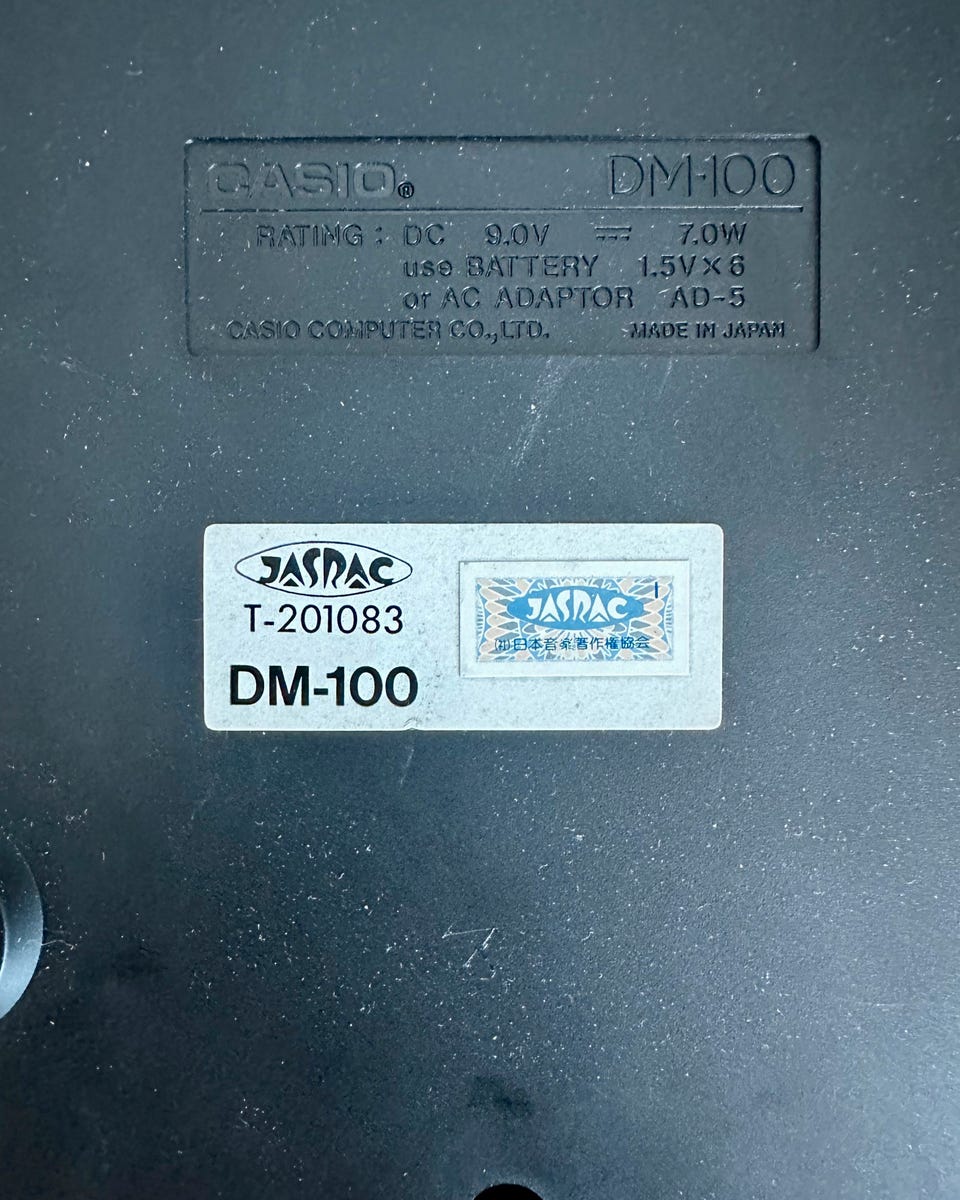 CASIO® DM-100
RATING : DC 9.0V ⎓ 7.0W
use BATTERY 1.5V×6
or AC ADAPTOR AD-5
CASIO COMPUTER CO.,LTD. MADE IN JAPAN
JASRAC
T-201083
DM-100
1
JASRAC
(社)日本音楽著作権協会